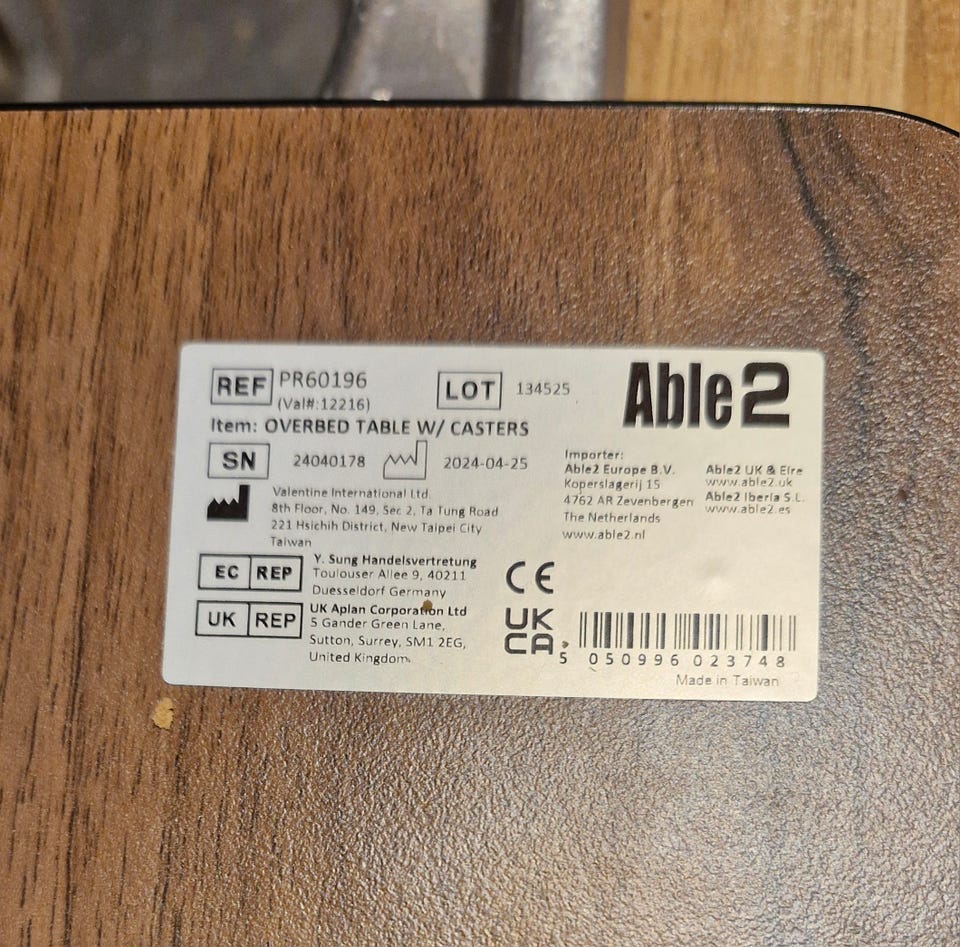 REF PR60196 LOT 134525 Able2
(Val#:12216)
Item: OVERBED TABLE W/ CASTERS
SN 24040178 2024-04-25
Valentine International Ltd.
8th Floor, No. 149, Sec 2, Ta Tung Road
221 Hsichih District, New Taipei City
Taiwan
Importer:
Able2 Europe B.V.
Koperslagerij 15
4762 AR Zevenbergen
The Netherlands
www.able2.nl
Able2 UK & Eire
www.able2.uk
Able2 Iberia S.L.
www.able2.es
EC REP Y. Sung Handelsvertretung
Toulouser Allee 9, 40211
Duesseldorf Germany
UK REP UK Aplan Corporation Ltd
5 Gander Green Lane,
Sutton, Surrey, SM1 2EG,
United Kingdom.
CE
UK
CA
5 050996 023748
Made in Taiwan